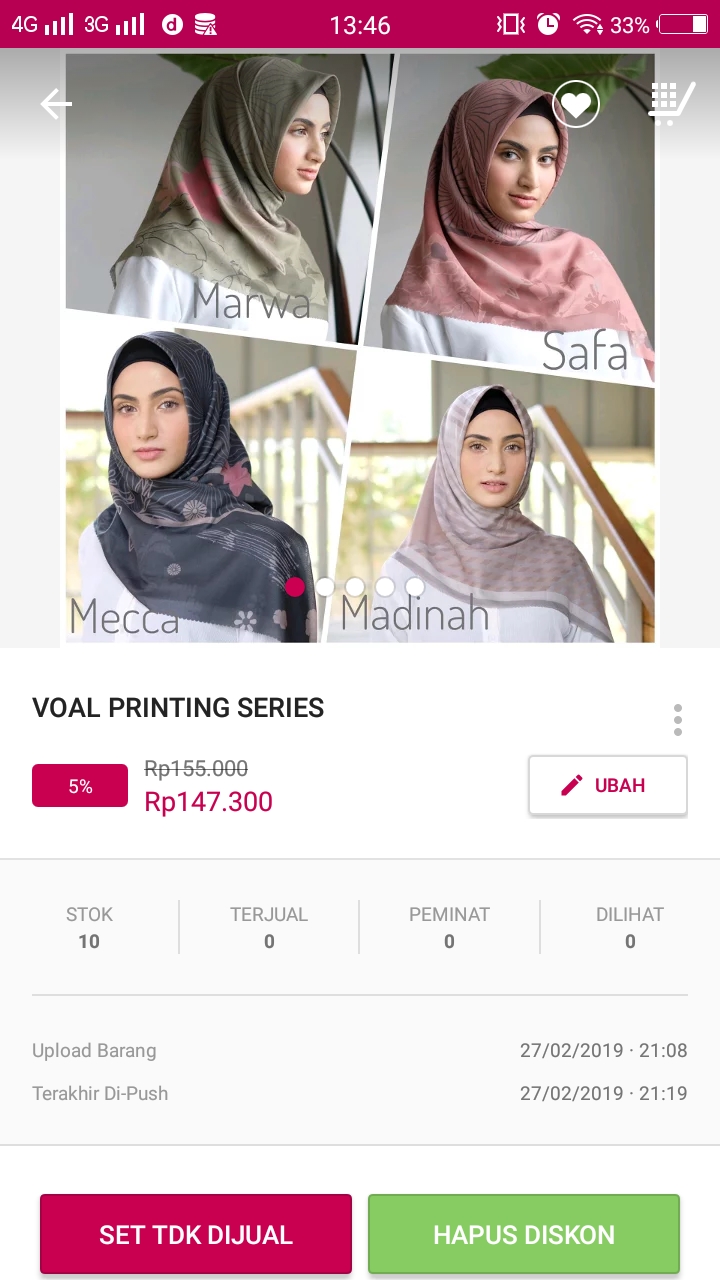 4G 3G d 13:46 33%
Marwa
Safa
Mecca
Madinah
VOAL PRINTING SERIES
5%
Rp155.000
Rp147.300
UBAH
STOK TERJUAL PEMINAT DILIHAT
10 0 0 0
Upload Barang 27/02/2019 · 21:08
Terakhir Di-Push 27/02/2019 · 21:19
SET TDK DIJUAL HAPUS DISKON